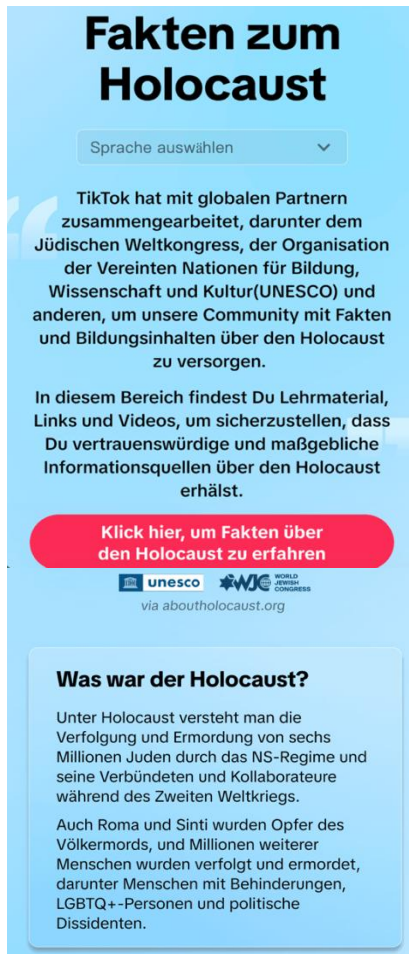 Fakten zum
Holocaust
Sprache auswählen
TikTok hat mit globalen Partnern
zusammengearbeitet, darunter dem
Jüdischen Weltkongress, der Organisation
der Vereinten Nationen für Bildung,
Wissenschaft und Kultur(UNESCO) und
anderen, um unsere Community mit Fakten
und Bildungsinhalten über den Holocaust
zu versorgen.
In diesem Bereich findest Du Lehrmaterial,
Links und Videos, um sicherzustellen, dass
Du vertrauenswürdige und maßgebliche
Informationsquellen über den Holocaust
erhälst.
Klick hier, um Fakten über
den Holocaust zu erfahren
unesco WJC WORLD JEWISH CONGRESS
via aboutholocaust.org
Was war der Holocaust?
Unter Holocaust versteht man die
Verfolgung und Ermordung von sechs
Millionen Juden durch das NS-Regime und
seine Verbündeten und Kollaborateure
während des Zweiten Weltkriegs.
Auch Roma und Sinti wurden Opfer des
Völkermords, und Millionen weiterer
Menschen wurden verfolgt und ermordet,
darunter Menschen mit Behinderungen,
LGBTQ+-Personen und politische
Dissidenten.